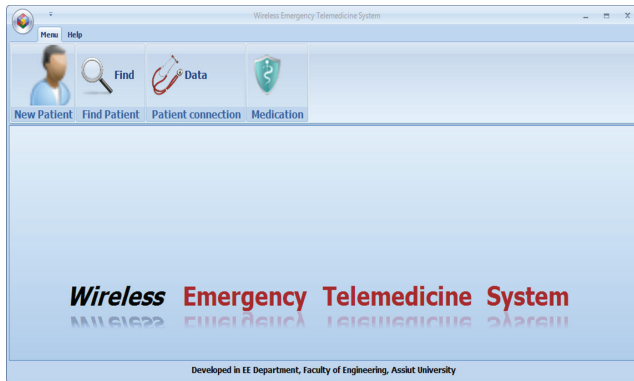 Wireless Emergency Telemedicine System
Menu Help
Find Data
New Patient Find Patient Patient connection Medication
Wireless Emergency Telemedicine System
Developed in EE Department, Faculty of Engineering, Assiut University